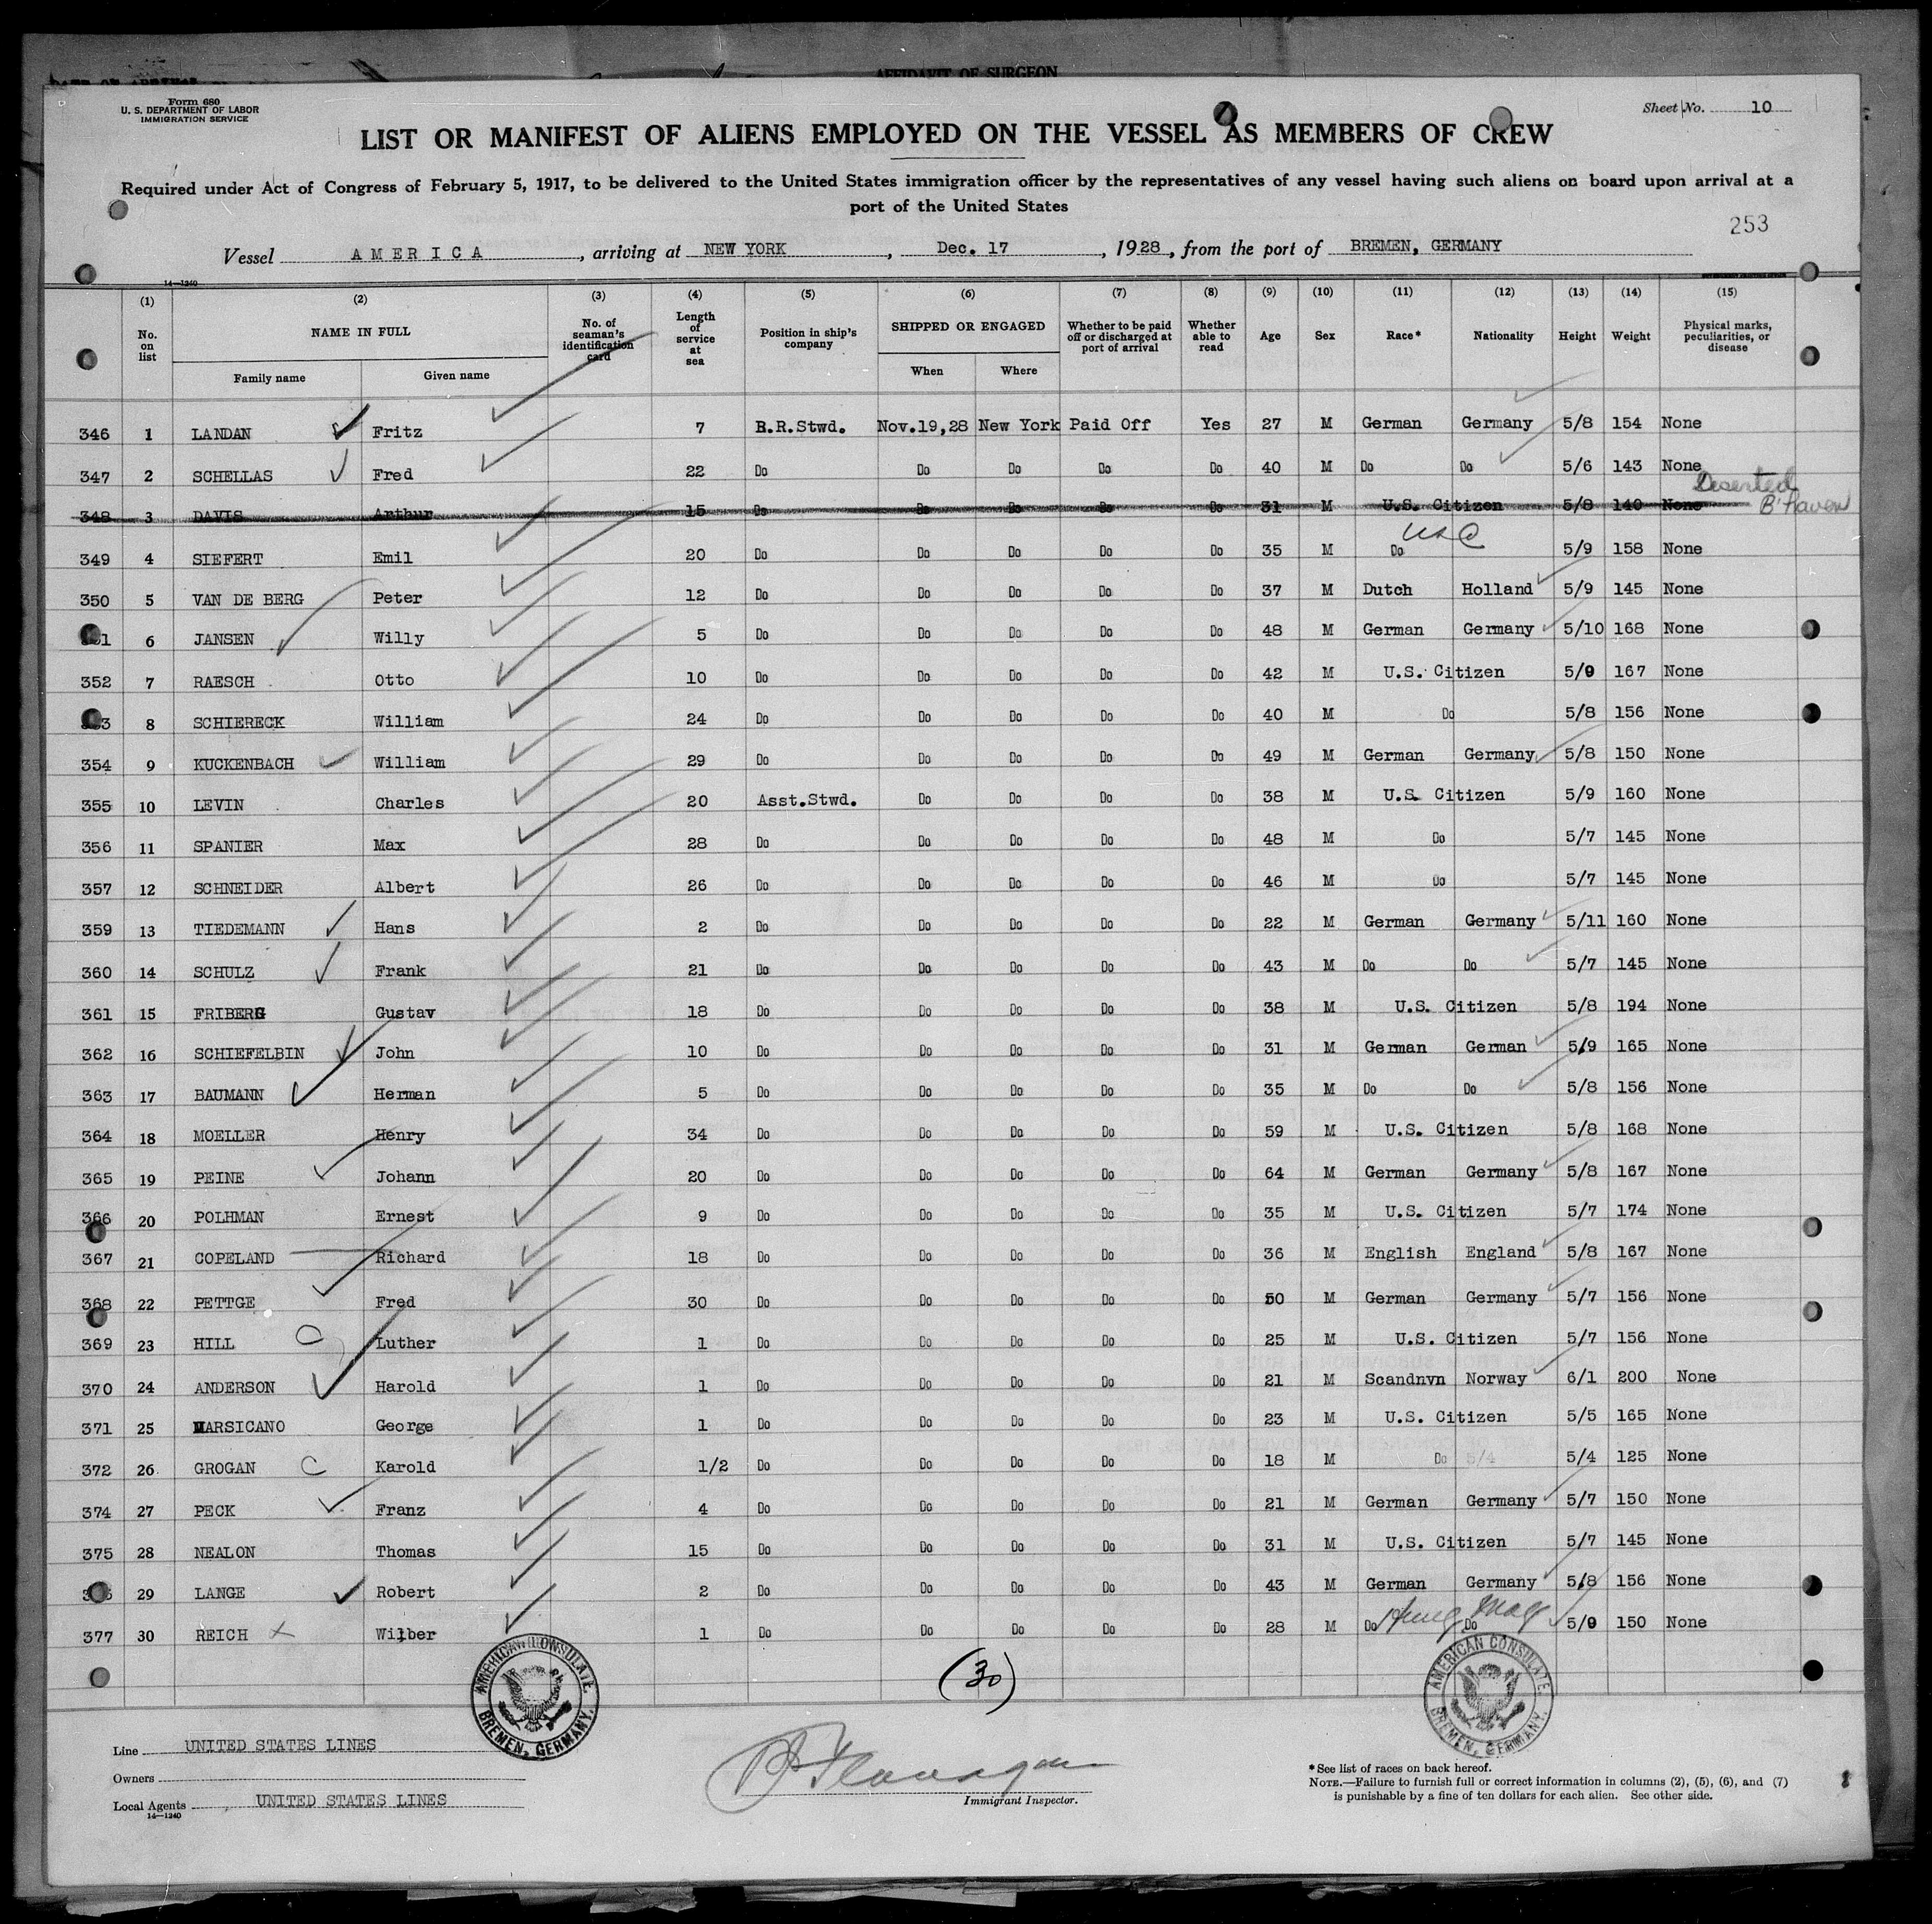 AFFIDAVIT OF SURGEON
Form 680
U. S. DEPARTMENT OF LABOR
IMMIGRATION SERVICE
Sheet No. 10
LIST OR MANIFEST OF ALIENS EMPLOYED ON THE VESSEL AS MEMBERS OF CREW
Required under Act of Congress of February 5, 1917, to be delivered to the United States immigration officer by the representatives of any vessel having such aliens on board upon arrival at a
port of the United States
253
Vessel AMERICA, arriving at NEW YORK, Dec. 17, 1928, from the port of BREMEN, GERMANY
14—1240
(1) (2) (3) (4) (5) (6) (7) (8) (9) (10) (11) (12) (13) (14) (15)
No. on list NAME IN FULL Family name Given name No. of seaman's identification card Length of service at sea Position in ship's company SHIPPED OR ENGAGED When Where Whether to be paid off or discharged at port of arrival Whether able to read Age Sex Race* Nationality Height Weight Physical marks, peculiarities, or disease
346 1 LANDAN Fritz 7 B.R.Stwd. Nov.19,28 New York Paid Off Yes 27 M German Germany 5/8 154 None
347 2 SCHELLAS Fred 22 Do Do Do Do Do 40 M Do Do 5/6 143 None
348 3 DAVIS Arthur 15 Do Do Do Do Do 31 M U.S. Citizen 5/8 140 None Deserted B'haven
349 4 SIEFERT Emil 20 Do Do Do Do Do 35 M Do USC 5/9 158 None
350 5 VAN DE BERG Peter 12 Do Do Do Do Do 37 M Dutch Holland 5/9 145 None
351 6 JANSEN Willy 5 Do Do Do Do Do 48 M German Germany 5/10 168 None
352 7 RAESCH Otto 10 Do Do Do Do Do 42 M U.S. Citizen 5/9 167 None
353 8 SCHIERECK William 24 Do Do Do Do Do 40 M Do 5/8 156 None
354 9 KUCKENBACH William 29 Do Do Do Do Do 49 M German Germany 5/8 150 None
355 10 LEVIN Charles 20 Asst.Stwd. Do Do Do Do 38 M U.S. Citizen 5/9 160 None
356 11 SPANIER Max 28 Do Do Do Do Do 48 M Do 5/7 145 None
357 12 SCHNEIDER Albert 26 Do Do Do Do Do 46 M Do 5/7 145 None
359 13 TIEDEMANN Hans 2 Do Do Do Do Do 22 M German Germany 5/11 160 None
360 14 SCHULZ Frank 21 Do Do Do Do Do 43 M Do Do 5/7 145 None
361 15 FRIBERG Gustav 18 Do Do Do Do Do 38 M U.S. Citizen 5/8 194 None
362 16 SCHIEFELBIN John 10 Do Do Do Do Do 31 M German German 5/9 165 None
363 17 BAUMANN Herman 5 Do Do Do Do Do 35 M Do Do 5/8 156 None
364 18 MOELLER Henry 34 Do Do Do Do Do 59 M U.S. Citizen 5/8 168 None
365 19 PEINE Johann 20 Do Do Do Do Do 64 M German Germany 5/8 167 None
366 20 POLHMAN Ernest 9 Do Do Do Do Do 35 M U.S. Citizen 5/7 174 None
367 21 COPELAND Richard 18 Do Do Do Do Do 36 M English England 5/8 167 None
368 22 PETTGE Fred 30 Do Do Do Do Do 50 M German Germany 5/7 156 None
369 23 HILL Luther 1 Do Do Do Do Do 25 M U.S. Citizen 5/7 156 None
370 24 ANDERSON Harold 1 Do Do Do Do Do 21 M Scandnvn Norway 6/1 200 None
371 25 MARSICANO George 1 Do Do Do Do Do 23 M U.S. Citizen 5/5 165 None
372 26 GROGAN C Karold 1/2 Do Do Do Do Do 18 M Do 5/4 5/4 125 None
374 27 PECK Franz 4 Do Do Do Do Do 21 M German Germany 5/7 150 None
375 28 NEALON Thomas 15 Do Do Do Do Do 31 M U.S. Citizen 5/7 145 None
29 LANGE Robert 2 Do Do Do Do Do 43 M German Germany 5/8 156 None
377 30 REICH x Wilber 1 Do Do Do Do Do 28 M Do Do 5/9 150 None
(30)
AMERICAN CONSULATE. BREMEN, GERMANY.
AMERICAN CONSULATE. BREMEN, GERMANY.
Line UNITED STATES LINES
Owners
Local Agents UNITED STATES LINES
14—1240
Flanagan
Immigrant Inspector.
*See list of races on back hereof.
NOTE.—Failure to furnish full or correct information in columns (2), (5), (6), and (7)
is punishable by a fine of ten dollars for each alien. See other side.